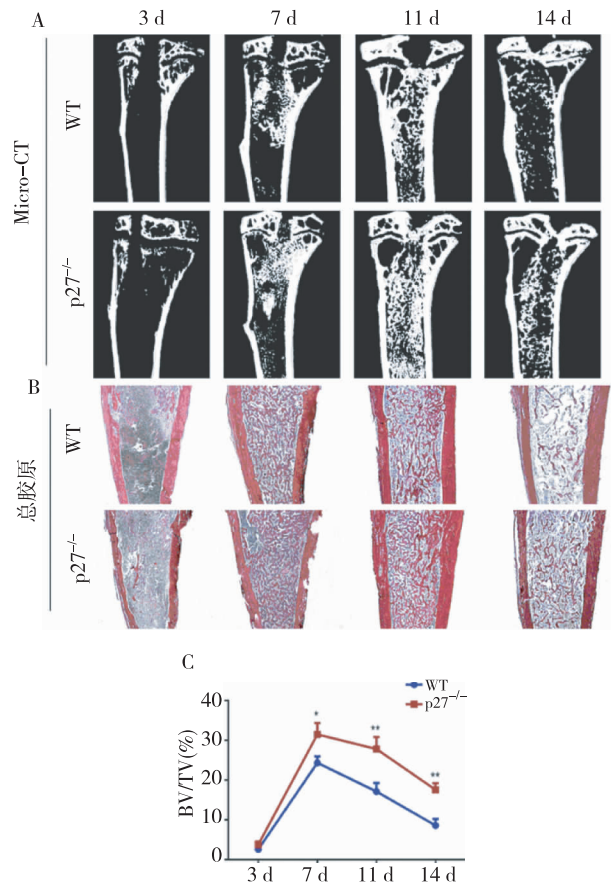 A
3 d 7 d 11 d 14 d
Micro-CT
WT
p27⁻/⁻
B
总胶原
WT
p27⁻/⁻
C
WT
p27⁻/⁻
BV/TV(%)
40
30
20
10
0
* ** **
3 d 7 d 11 d 14 d